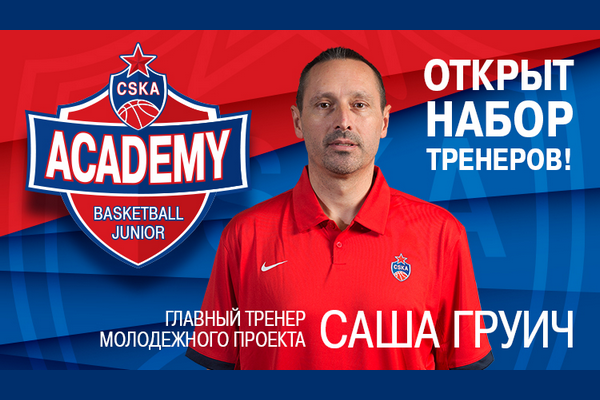 CSKA
ACADEMY
BASKETBALL
JUNIOR
ОТКРЫТ
НАБОР
ТРЕНЕРОВ!
CSKA
ГЛАВНЫЙ ТРЕНЕР
МОЛОДЕЖНОГО ПРОЕКТА
САША ГРУИЧ